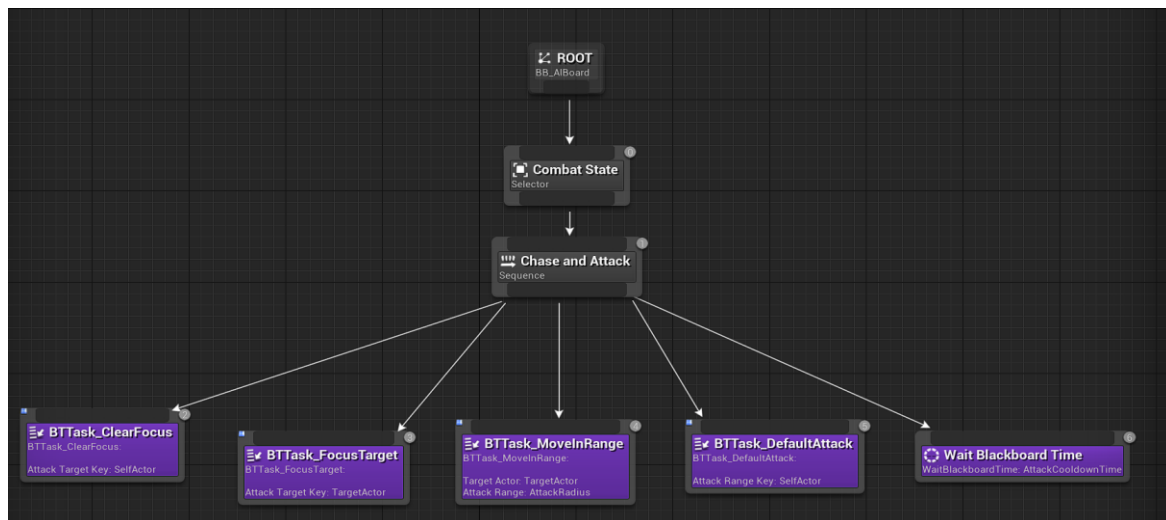 ROOT
BB_AIBoard
0
Combat State
Selector
1
Chase and Attack
Sequence
2
BTTask_ClearFocus
BTTask_ClearFocus:
Attack Target Key: SelfActor
3
BTTask_FocusTarget
BTTask_FocusTarget:
Attack Target Key: TargetActor
4
BTTask_MoveInRange
BTTask_MoveInRange:
Target Actor: TargetActor
Attack Range: AttackRadius
5
BTTask_DefaultAttack
BTTask_DefaultAttack:
Attack Range Key: SelfActor
6
Wait Blackboard Time
WaitBlackboardTime: AttackCooldownTime